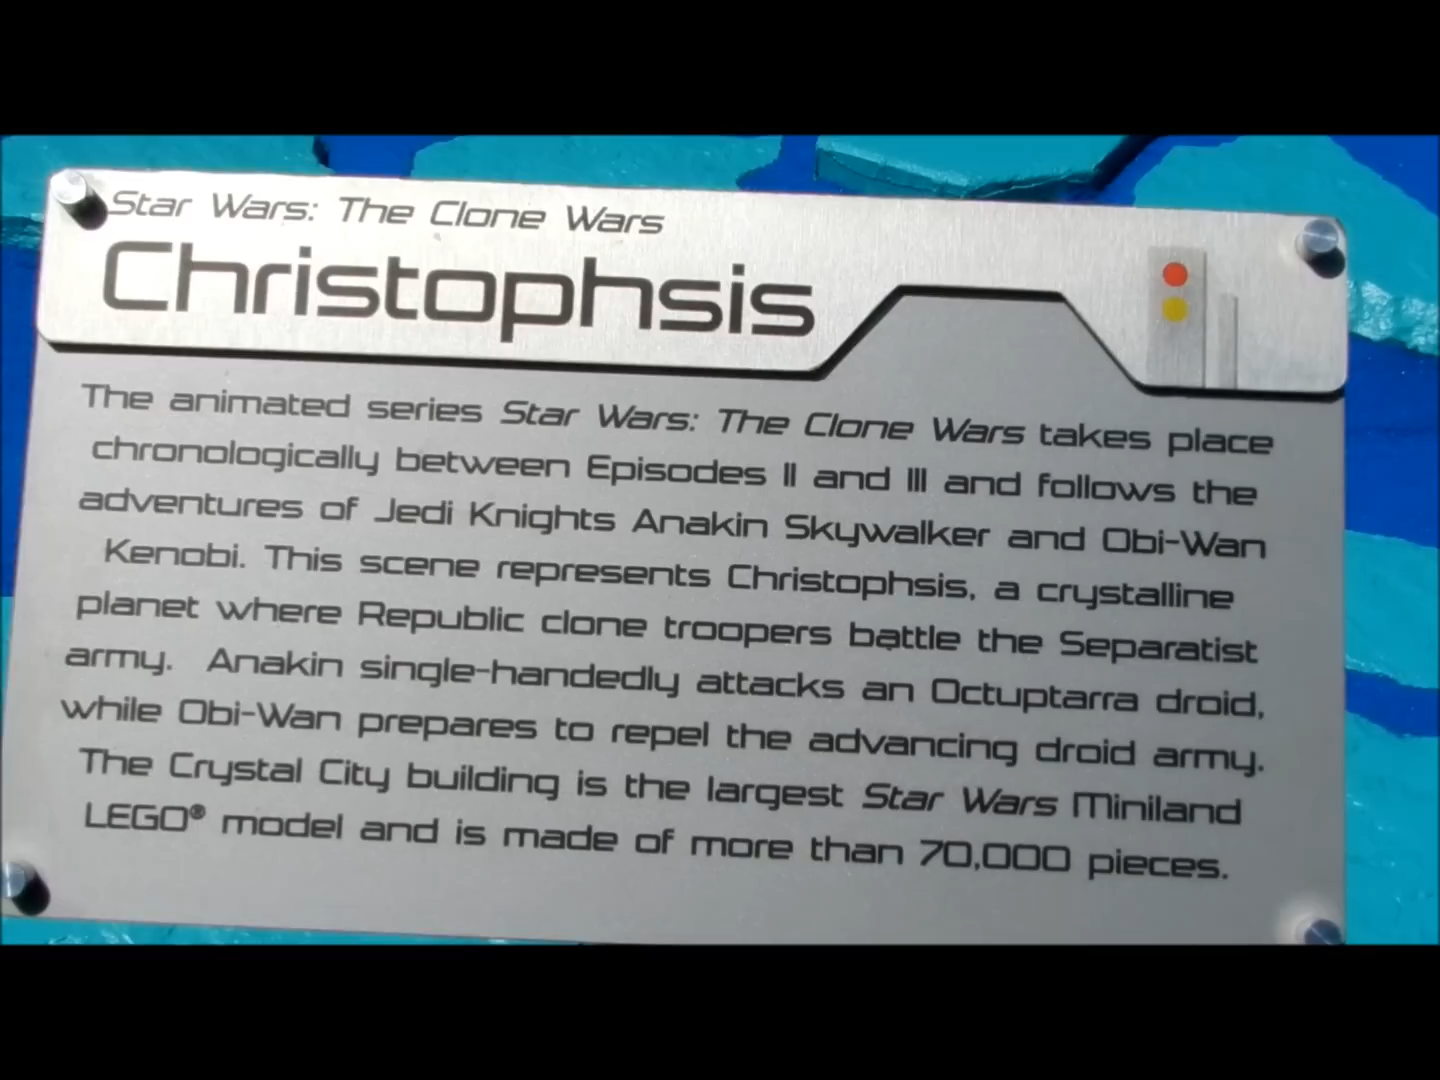 Star Wars: The Clone Wars
Christophsis
The animated series Star Wars: The Clone Wars takes place
chronologically between Episodes II and III and follows the
adventures of Jedi Knights Anakin Skywalker and Obi-Wan
Kenobi. This scene represents Christophsis, a crystalline
planet where Republic clone troopers battle the Separatist
army. Anakin single-handedly attacks an Octuptarra droid,
while Obi-Wan prepares to repel the advancing droid army.
The Crystal City building is the largest Star Wars Miniland
LEGO® model and is made of more than 70,000 pieces.